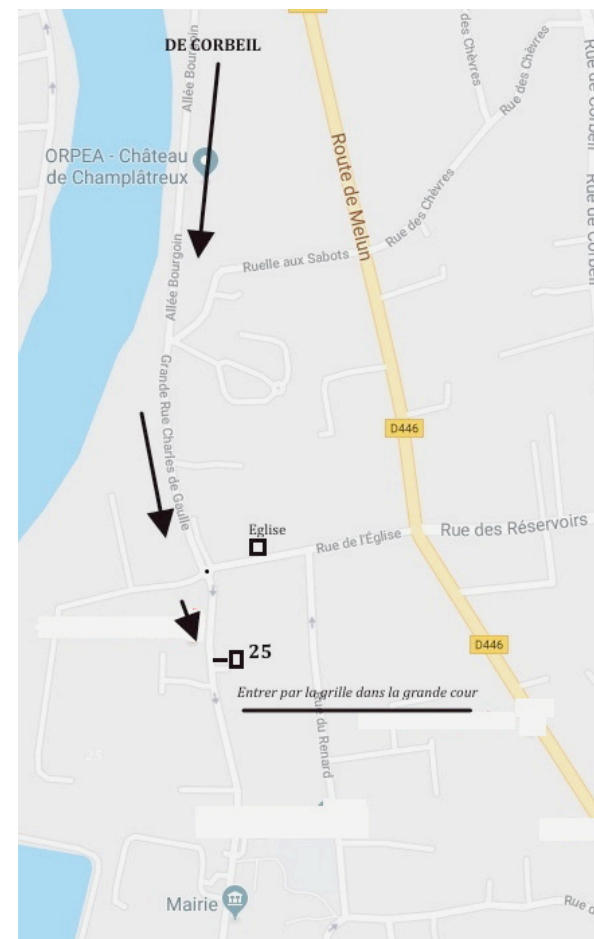 DE CORBEIL
Allée Bourgoin
des Chèvres
Rue des Chèvres
Rue de Corbeil
Rue de Corbeil
ORPEA - Château
de Champlâtreux
Route de Melun
Rue des Chèvres
Ruelle aux Sabots
Allée Bourgoin
Grande Rue Charles de Gaulle
D446
Eglise
Rue de l'Église
Rue des Réservoirs
25
D446
Entrer par la grille dans la grande cour
Rue du Renard
25
Mairie